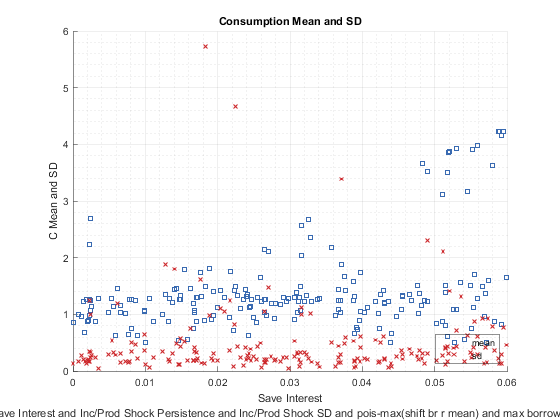 Consumption Mean and SD
6
5
4
3
2
1
0
C Mean and SD
mean
std
0 0.01 0.02 0.03 0.04 0.05 0.06
Save Interest
ave Interest and Inc/Prod Shock Persistence and Inc/Prod Shock SD and pois-max(shift br r mean) and max borrow